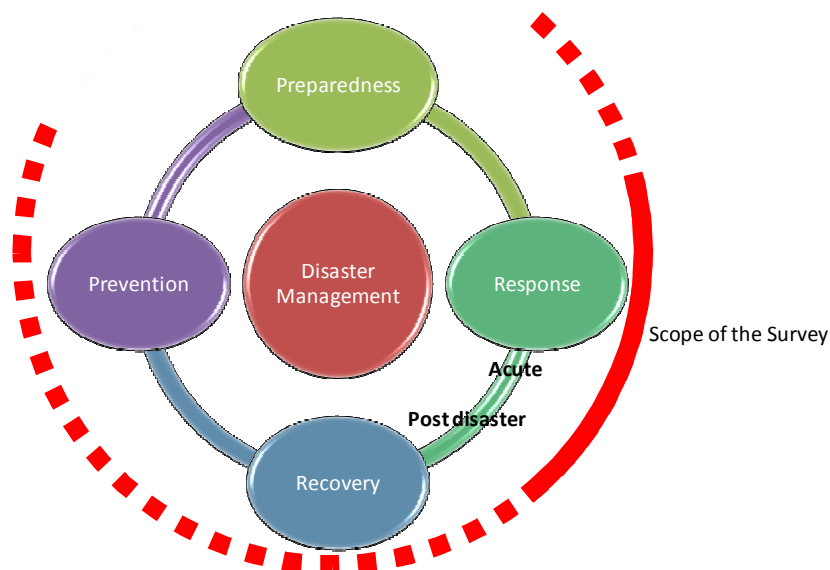 Preparedness
Prevention
Disaster
Management
Response
Scope of the Survey
Acute
Post disaster
Recovery